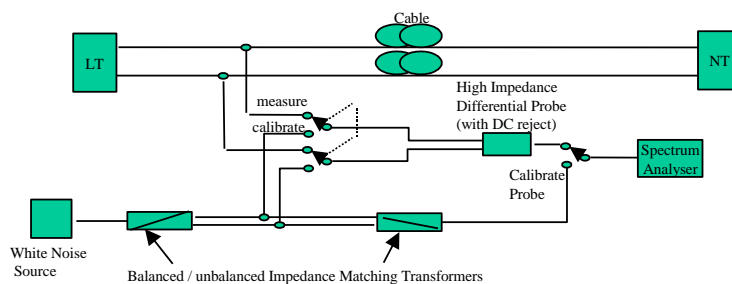 Cable
LT
NT
High Impedance
Differential Probe
(with DC reject)
measure
calibrate
Spectrum
Analyser
Calibrate
Probe
White Noise
Source
Balanced / unbalanced Impedance Matching Transformers